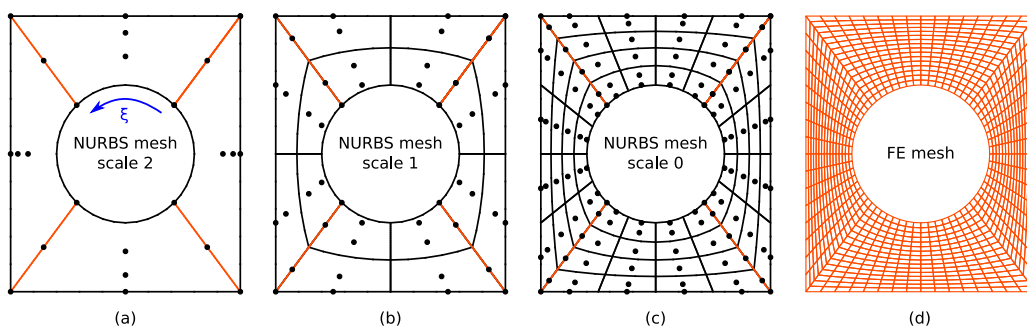 ξ
NURBS mesh
scale 2
NURBS mesh
scale 1
NURBS mesh
scale 0
FE mesh
(a)
(b)
(c)
(d)